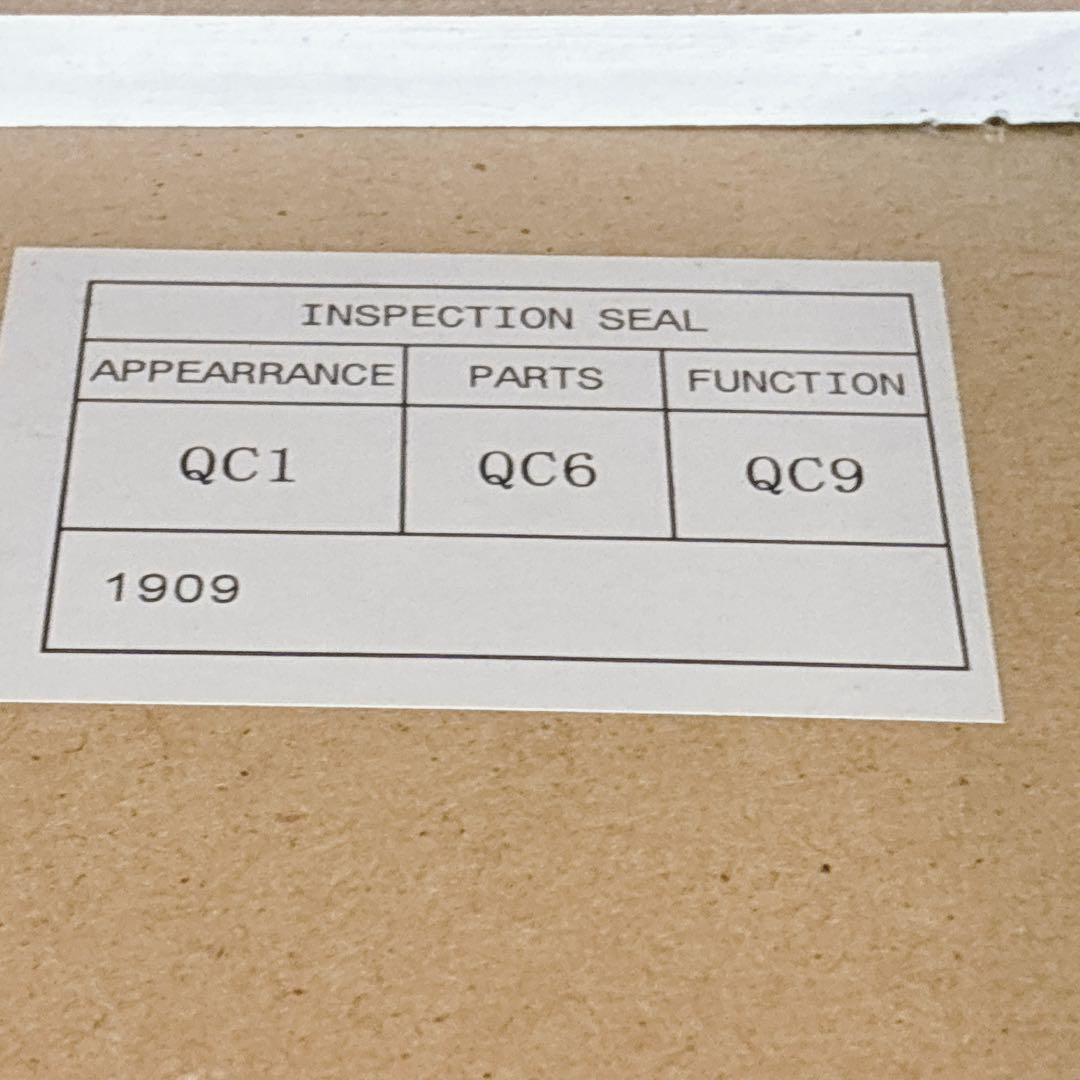 INSPECTION SEAL
APPEARRANCE PARTS FUNCTION
QC1 QC6 QC9
1909